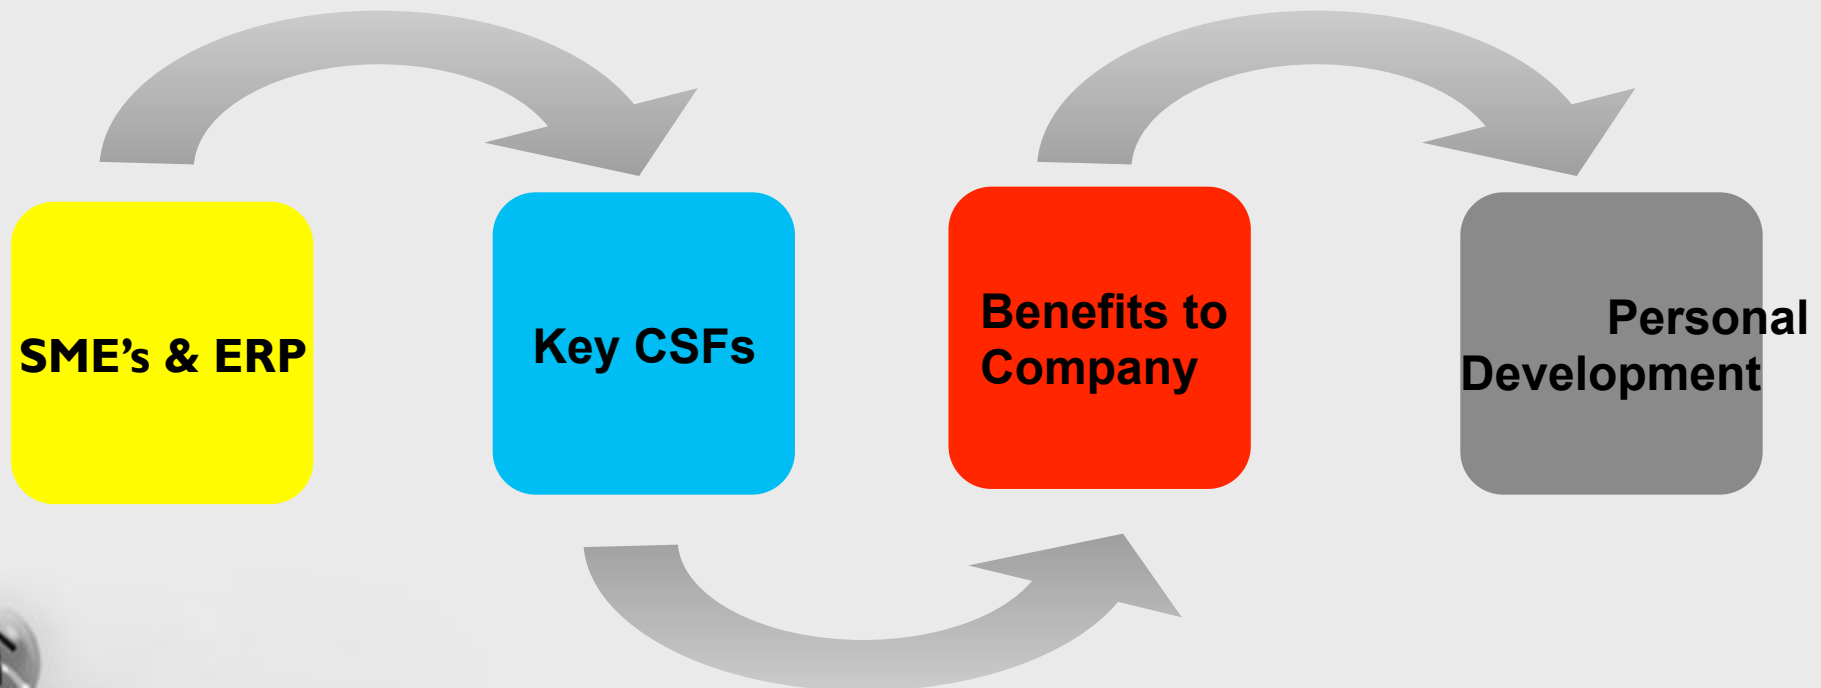 SME's & ERP
Key CSFs
Benefits to
Company
Personal
Development